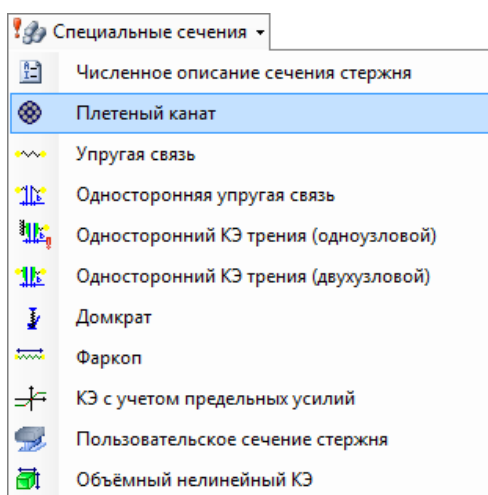 Специальные сечения
Численное описание сечения стержня
Плетеный канат
Упругая связь
Односторонняя упругая связь
Односторонний КЭ трения (одноузловой)
Односторонний КЭ трения (двухузловой)
Домкрат
Фаркоп
КЭ с учетом предельных усилий
Пользовательское сечение стержня
Объёмный нелинейный КЭ